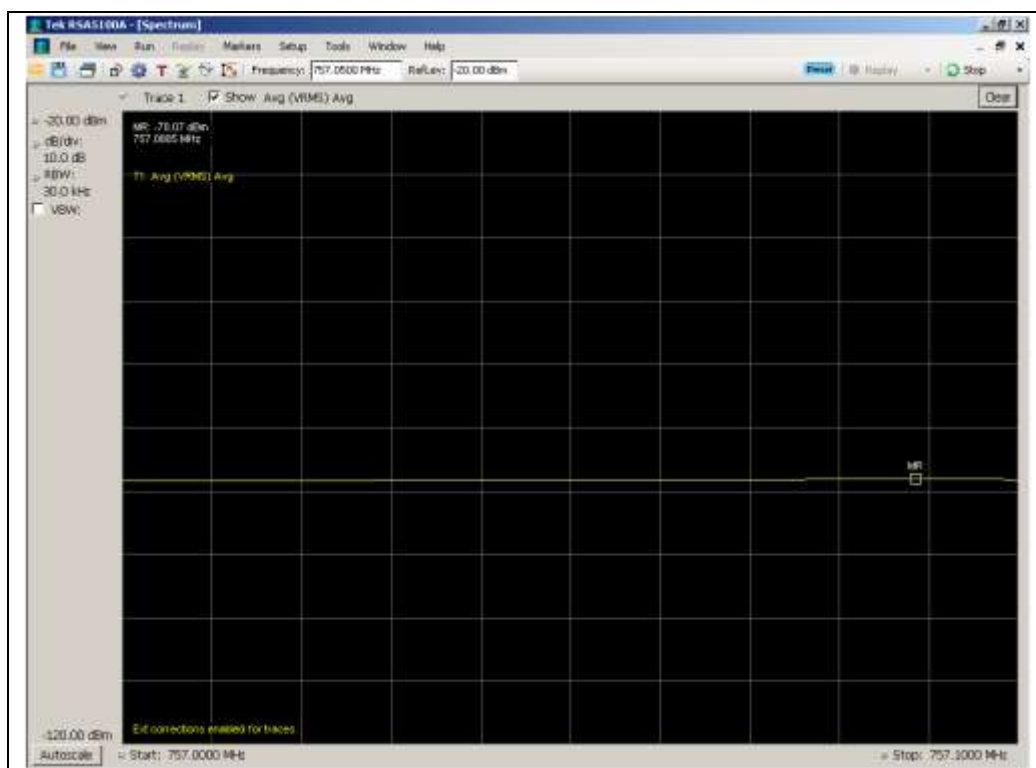 Tek RSA5100A - [Spectrum]
File View Run Replay Markers Setup Tools Window Help
Frequency: 757.0500 MHz RefLev: -20.00 dBm Preset Replay Stop
Trace 1 Show Avg (VRMS) Avg Clear
-20.00 dBm
dB/div:
10.0 dB
RBW:
30.0 kHz
VBW:
MR: -78.07 dBm
757.0885 MHz
T1: Avg (VRMS) Avg
MR
Ext corrections enabled for traces.
-120.00 dBm
Autoscale Start: 757.0000 MHz Stop: 757.1000 MHz